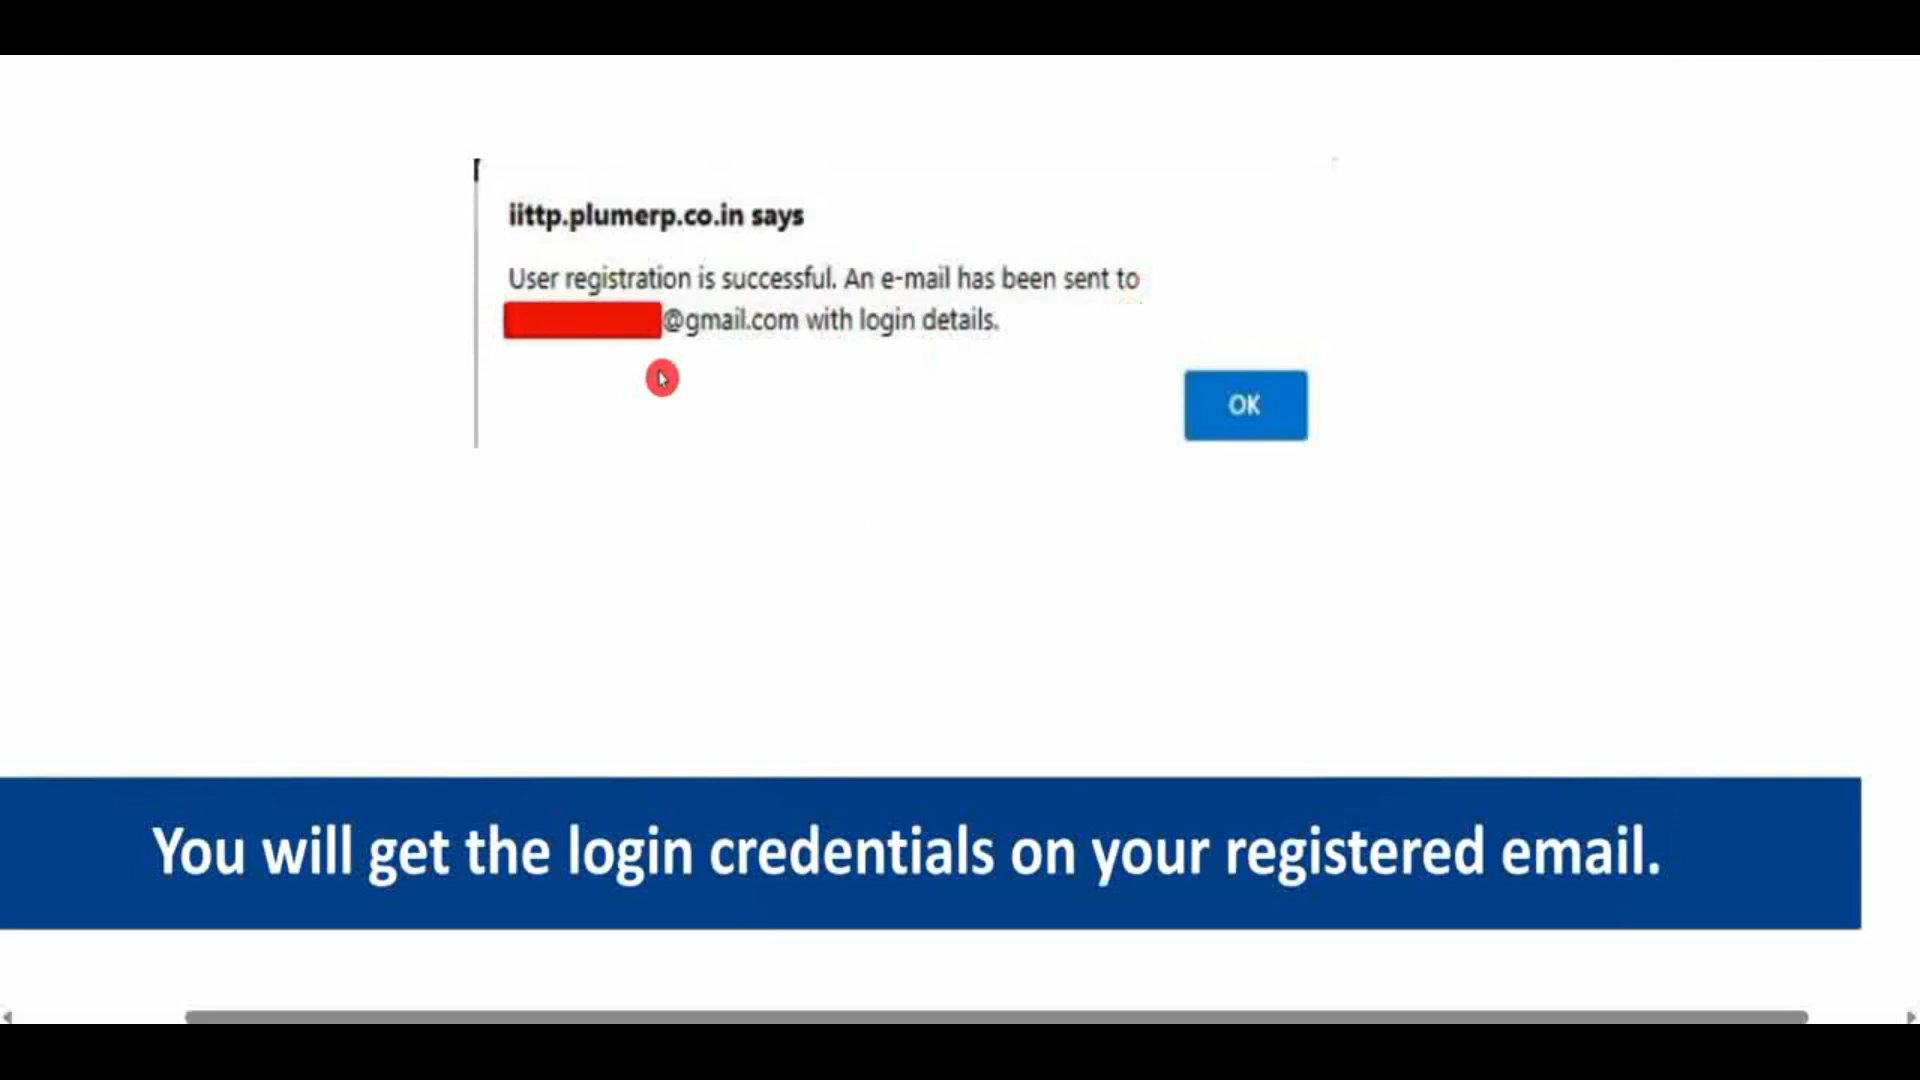 iittp.plumerp.co.in says
User registration is successful. An e-mail has been sent to
@gmail.com with login details.
OK
You will get the login credentials on your registered email.